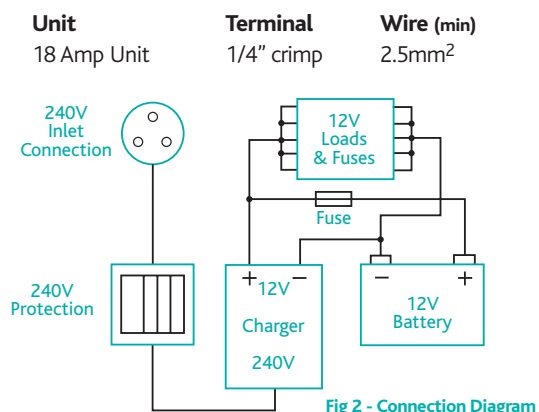 Unit Terminal Wire (min)
18 Amp Unit 1/4” crimp 2.5mm²
240V
Inlet
Connection
12V
Loads
& Fuses
Fuse
240V
Protection
+ −
12V
Charger
240V
− +
12V
Battery
Fig 2 - Connection Diagram